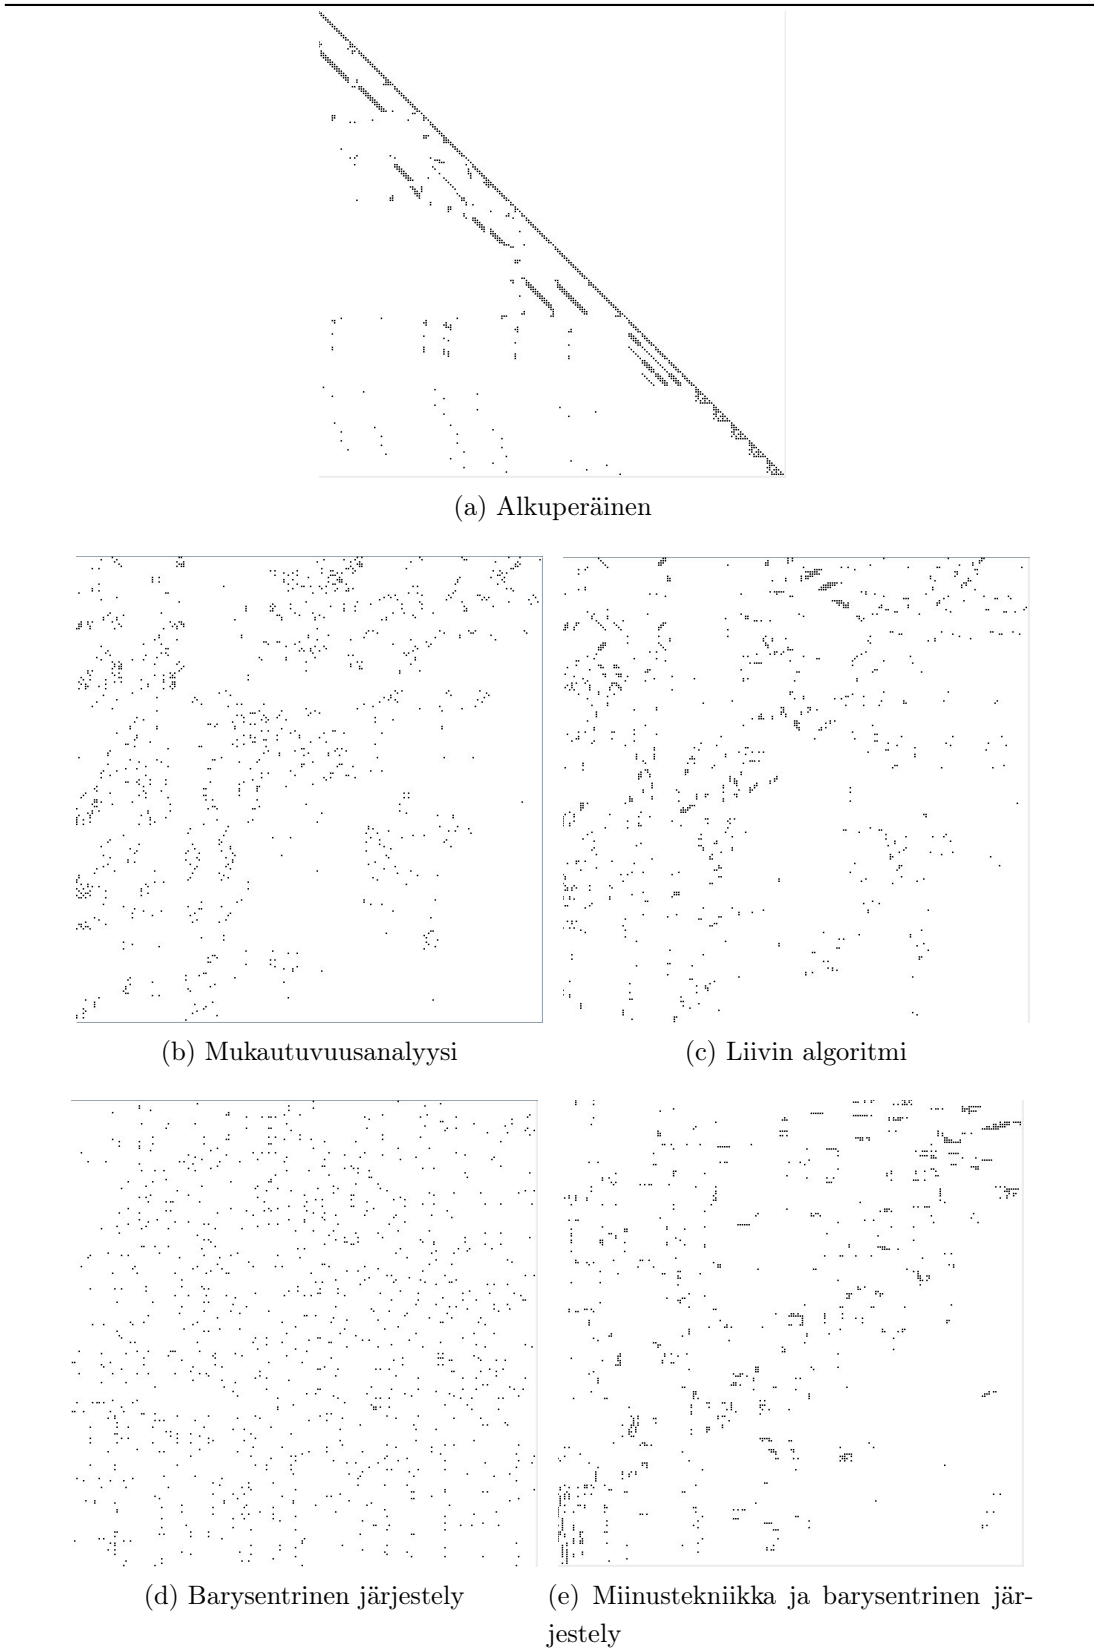 (a) Alkuperäinen
(b) Mukautuvuusanalyysi
(c) Liivin algoritmi
(d) Barysentrinen järjestely
(e) Miinustekniikka ja barysentrinen jär-
jestely